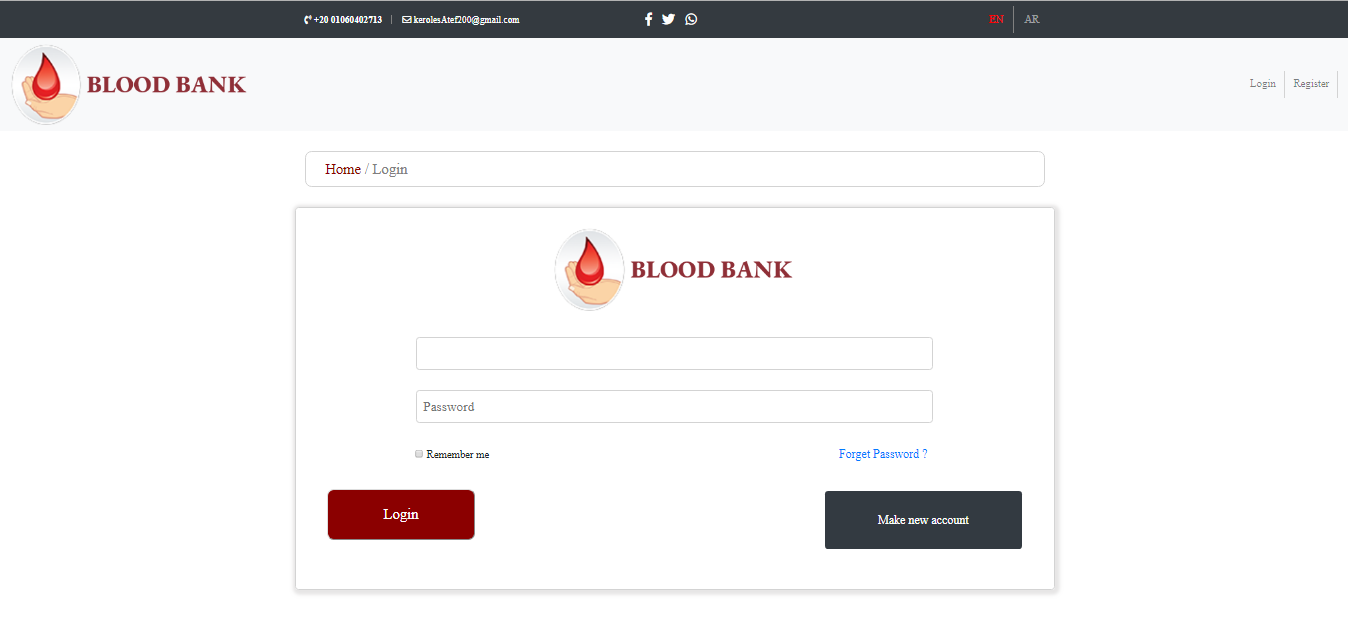 +20 01060402713 | kerolesAtef200@gmail.com
EN AR
BLOOD BANK
Login Register
Home / Login
BLOOD BANK
Password
Remember me
Forget Password ?
Login
Make new account